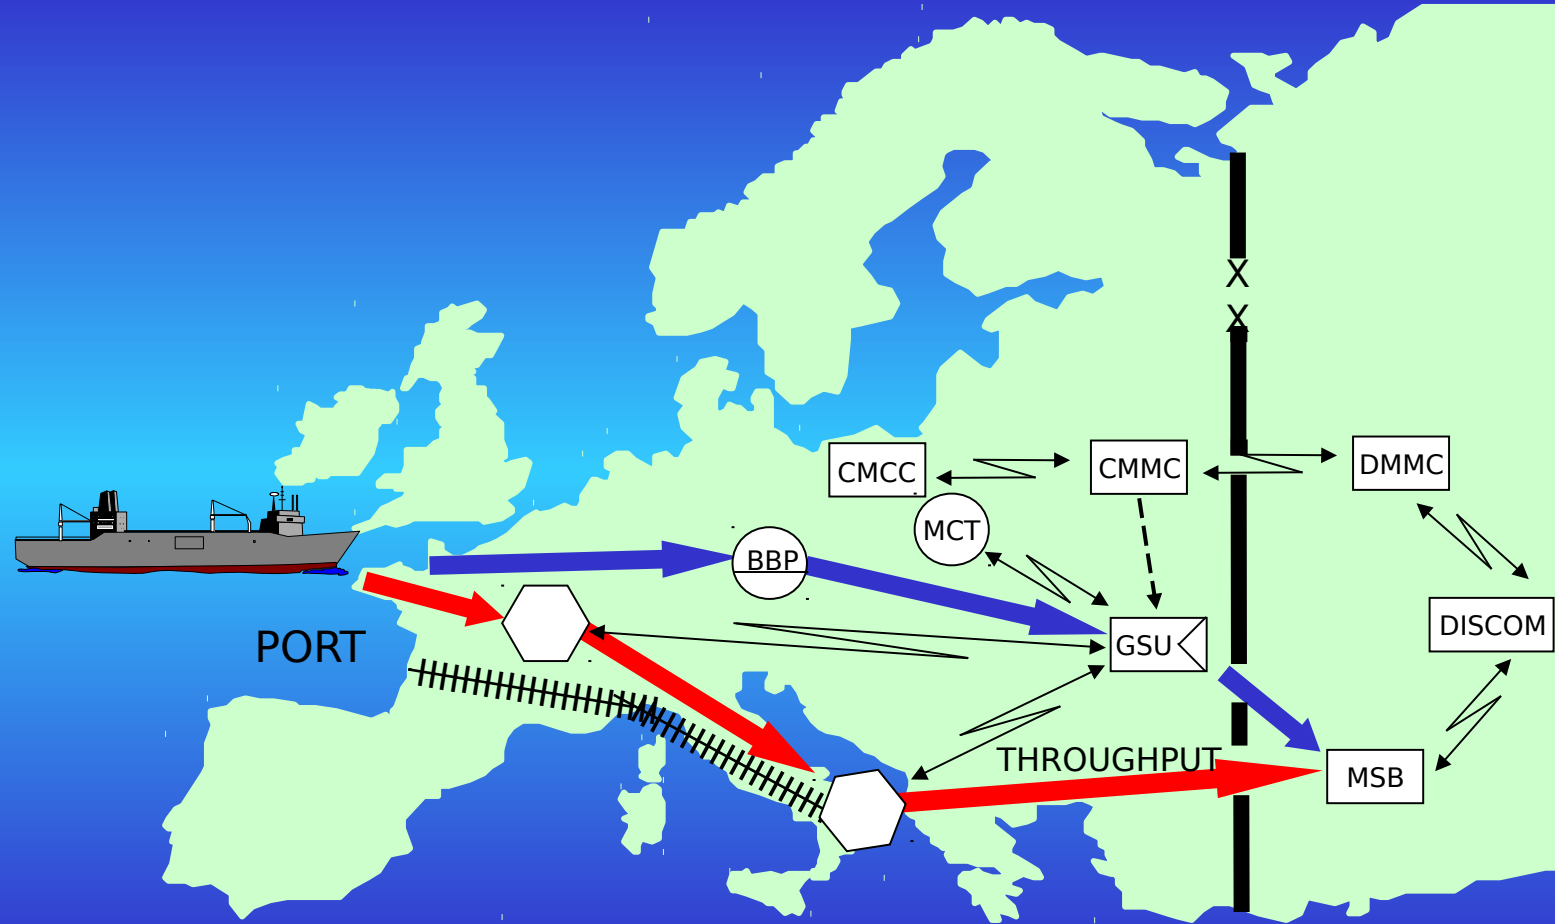 X
X
CMCC
CMMC
DMMC
MCT
BBP
DISCOM
PORT
GSU
THROUGHPUT
MSB